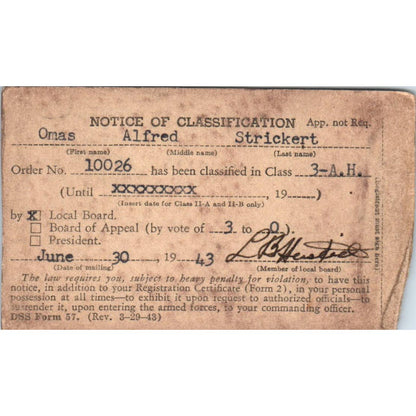 NOTICE OF CLASSIFICATION App. not Req.
Omas Alfred Strickert
(First name) (Middle name) (Last name)
Order No. 10026 has been classified in Class 3-A.H.
(Until xxxxxxxxxx, 19——)
(Insert date for Class II-A and II-B only)
by ☒ Local Board.
☐ Board of Appeal (by vote of 3 to 0)
☐ President.
June 30, 1943
(Date of mailing) (Member of local board)
The law requires you, subject to heavy penalty for violation, to have this
notice, in addition to your Registration Certificate (Form 2), in your personal
possession at all times—to exhibit it upon request to authorized officials—to
surrender it, upon entering the armed forces, to your commanding officer.
DSS Form 57. (Rev. 3-29-43)